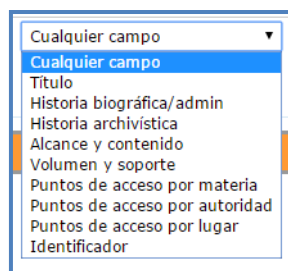 Cualquier campo
Cualquier campo
Título
Historia biográfica/admin
Historia archivística
Alcance y contenido
Volumen y soporte
Puntos de acceso por materia
Puntos de acceso por autoridad
Puntos de acceso por lugar
Identificador